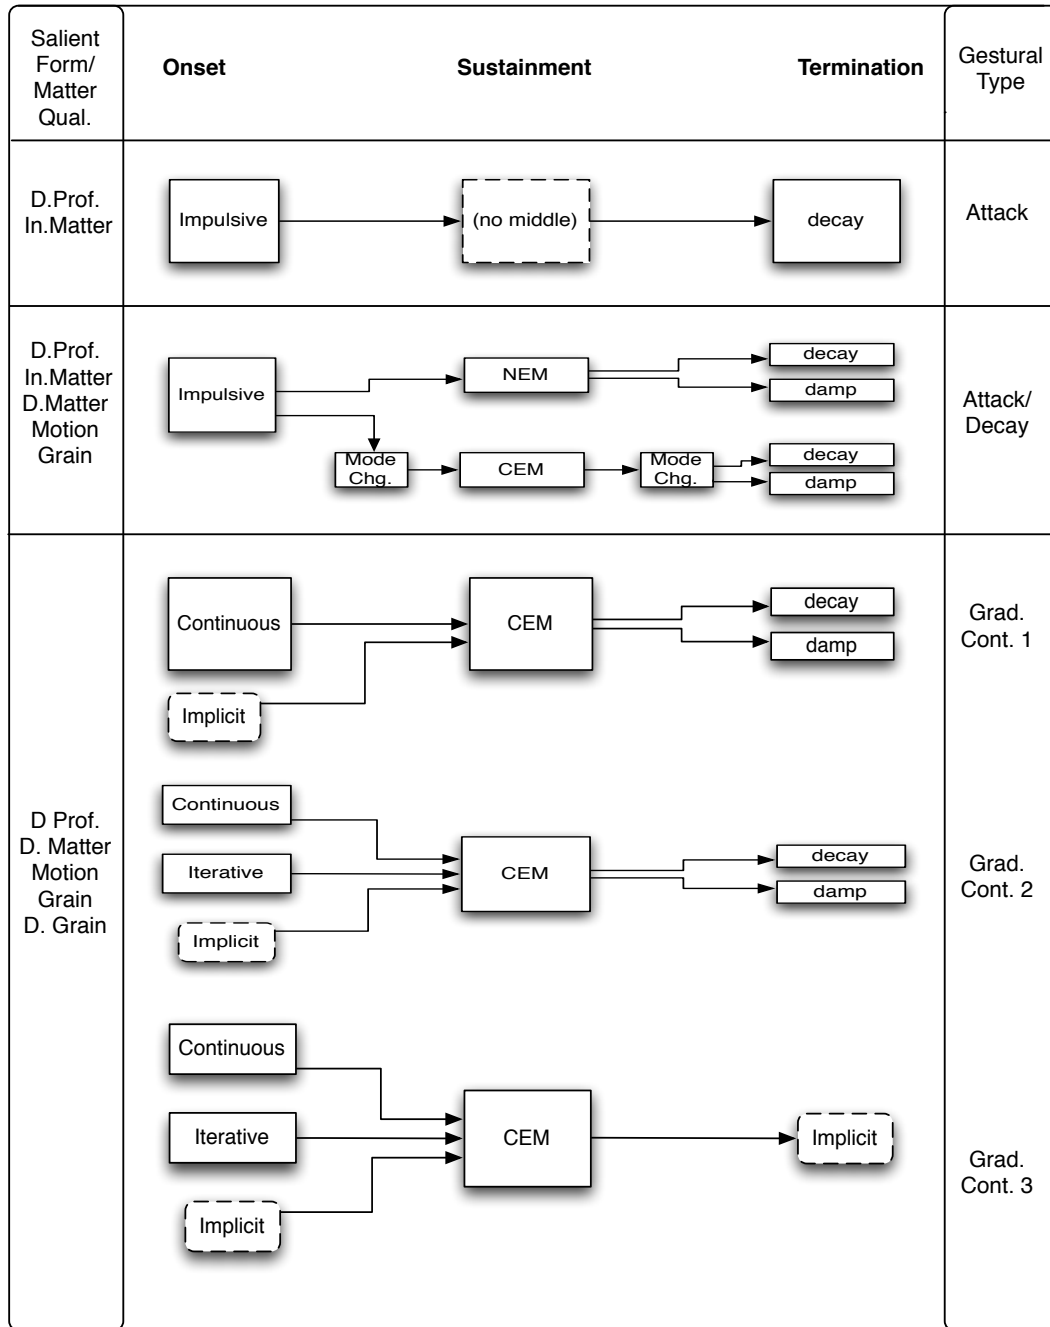 Salient
Form/
Matter
Qual.
Onset
Sustainment
Termination
Gestural
Type
D.Prof.
In.Matter
Impulsive
(no middle)
decay
Attack
D.Prof.
In.Matter
D.Matter
Motion
Grain
Impulsive
NEM
decay
damp
Mode
Chg.
CEM
Mode
Chg.
decay
damp
Attack/
Decay
D Prof.
D. Matter
Motion
Grain
D. Grain
Continuous
Implicit
CEM
decay
damp
Grad.
Cont. 1
Continuous
Iterative
Implicit
CEM
decay
damp
Grad.
Cont. 2
Continuous
Iterative
Implicit
CEM
Implicit
Grad.
Cont. 3